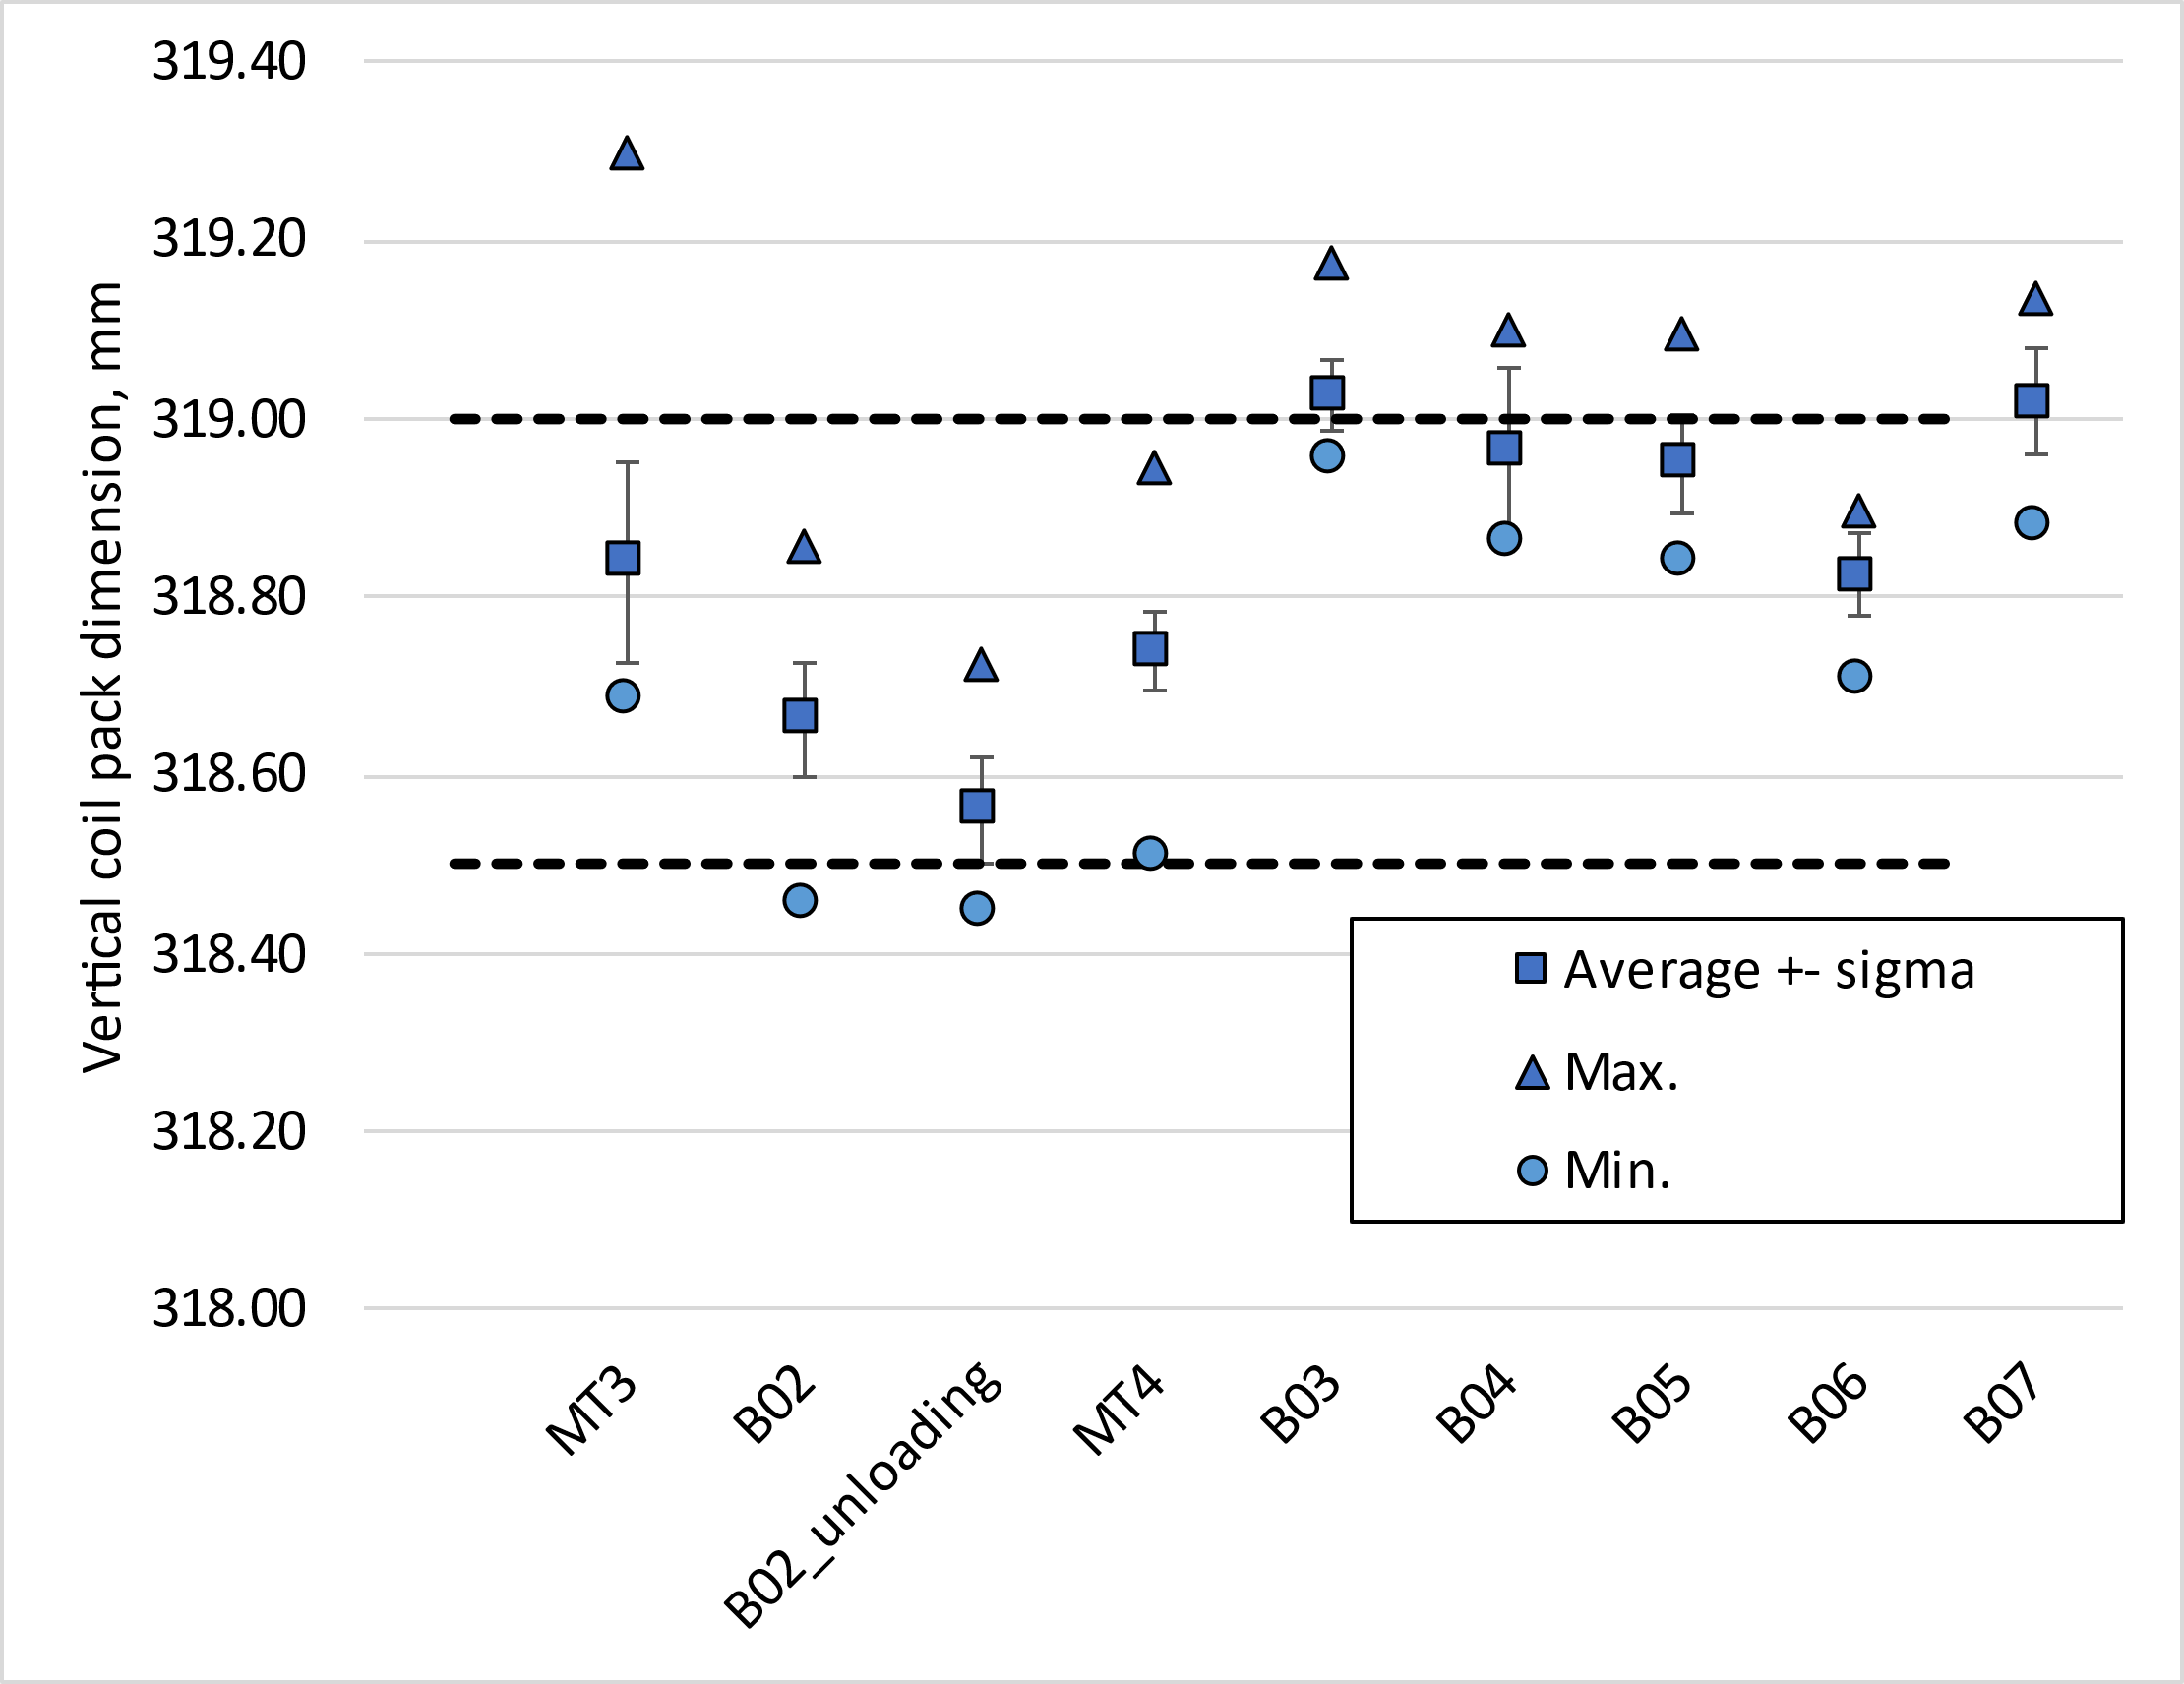 319.40
319.20
319.00
318.80
318.60
318.40
318.20
318.00
Vertical coil pack dimension, mm
Average +- sigma
Max.
Min.
MT3
B02
B02_unloading
MT4
B03
B04
B05
B06
B07